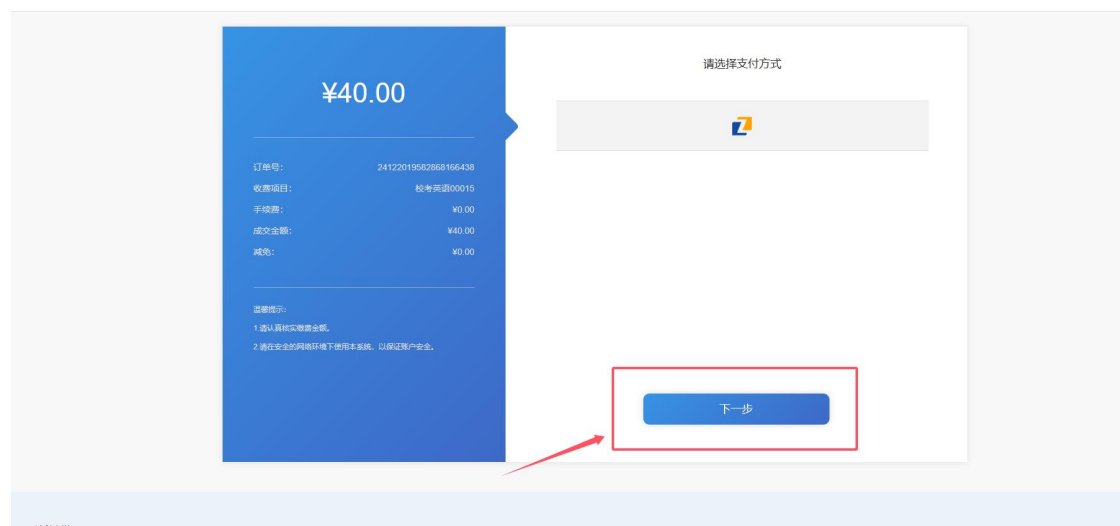 ¥40.00
订单号： 24122019582868166438
收费项目： 校考英语00015
手续费： ¥0.00
成交金额： ¥40.00
减免： ¥0.00
温馨提示：
1.请认真核实缴费金额。
2.请在安全的网络环境下使用本系统，以保证账户安全。
请选择支付方式
下一步